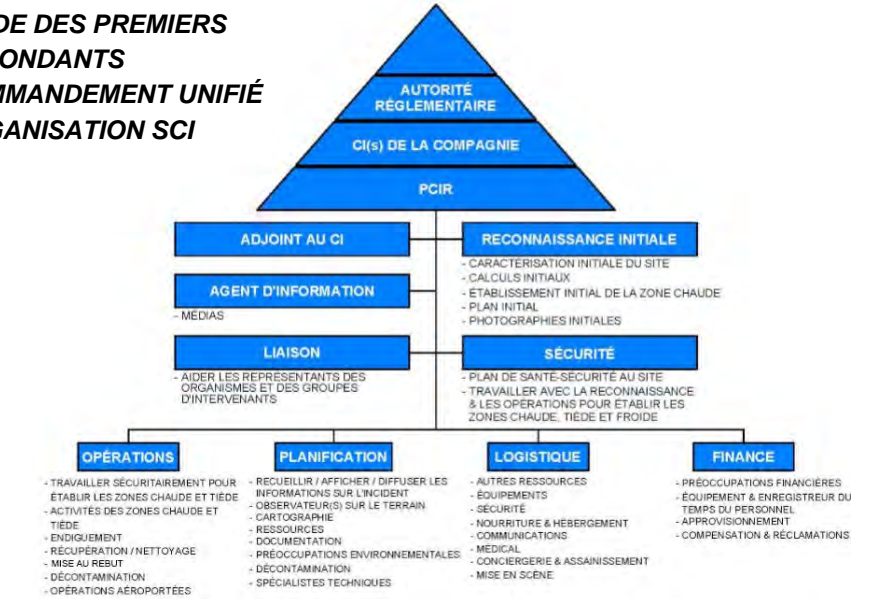 DE DES PREMIERS
ONDANTS
MMANDEMENT UNIFIÉ
GANISATION SCI
AUTORITÉ
RÉGLEMENTAIRE
CI(s) DE LA COMPAGNIE
PCIR
ADJOINT AU CI
RECONNAISSANCE INITIALE
- CARACTÉRISATION INITIALE DU SITE
- CALCULS INITIAUX
- ÉTABLISSEMENT INITIAL DE LA ZONE CHAUDE
- PLAN INITIAL
- PHOTOGRAPHIES INITIALES
AGENT D'INFORMATION
- MÉDIAS
LIAISON
- AIDER LES REPRÉSENTANTS DES
ORGANISMES ET DES GROUPES
D'INTERVENANTS
SÉCURITÉ
- PLAN DE SANTÉ-SÉCURITÉ AU SITE
- TRAVAILLER AVEC LA RECONNAISSANCE
& LES OPÉRATIONS POUR ÉTABLIR LES
ZONES CHAUDE, TIÈDE ET FROIDE
OPÉRATIONS
- TRAVAILLER SÉCURITAIREMENT POUR
ÉTABLIR LES ZONES CHAUDE ET TIÈDE
- ACTIVITÉS DES ZONES CHAUDE ET
TIÈDE
- ENDIGUEMENT
- RÉCUPÉRATION / NETTOYAGE
- MISE AU REBUT
- DÉCONTAMINATION
- OPÉRATIONS AÉROPORTÉES
PLANIFICATION
- RECUEILLIR / AFFICHER / DIFFUSER LES
INFORMATIONS SUR L'INCIDENT
- OBSERVATEUR(S) SUR LE TERRAIN
- CARTOGRAPHIE
- RESSOURCES
- DOCUMENTATION
- PRÉOCCUPATIONS ENVIRONNEMENTALES
- DÉCONTAMINATION
- SPÉCIALISTES TECHNIQUES
LOGISTIQUE
- AUTRES RESSOURCES
- ÉQUIPEMENTS
- SÉCURITÉ
- NOURRITURE & HÉBERGEMENT
- COMMUNICATIONS
- MÉDICAL
- CONCIERGERIE & ASSAINISSEMENT
- MISE EN SCÈNE
FINANCE
- PRÉOCCUPATIONS FINANCIÈRES
- ÉQUIPEMENT & ENREGISTREUR DU
TEMPS DU PERSONNEL
- APPROVISIONNEMENT
- COMPENSATION & RÉCLAMATIONS